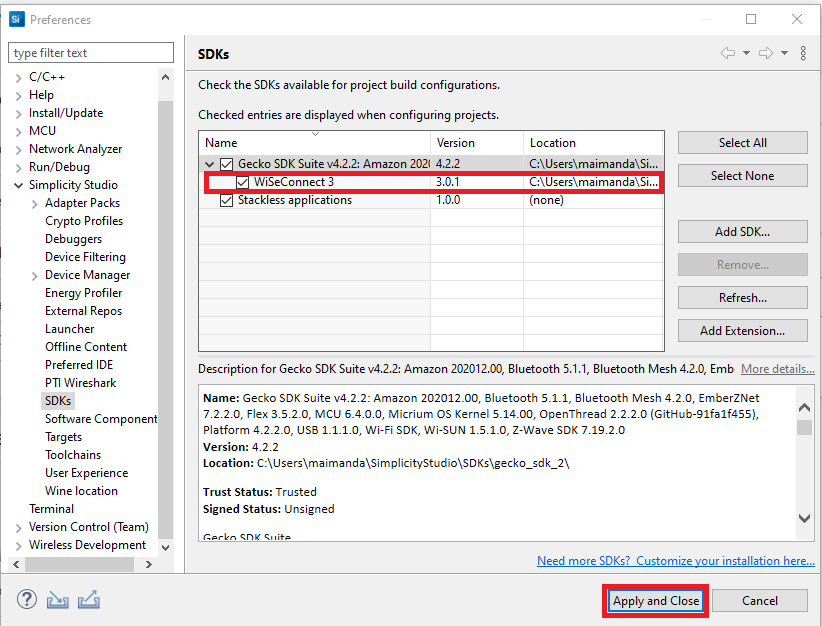 Si Preferences
type filter text
C/C++
Help
Install/Update
MCU
Network Analyzer
Run/Debug
Simplicity Studio
Adapter Packs
Crypto Profiles
Debuggers
Device Filtering
Device Manager
Energy Profiler
External Repos
Launcher
Offline Content
Preferred IDE
PTI Wireshark
SDKs
Software Component
Targets
Toolchains
User Experience
Wine location
Terminal
Version Control (Team)
Wireless Development
SDKs
Check the SDKs available for project build configurations.
Checked entries are displayed when configuring projects.
Name Version Location
Gecko SDK Suite v4.2.2: Amazon 202( 4.2.2 C:\Users\maimanda\Si...
WiSeConnect 3 3.0.1 C:\Users\maimanda\Si...
Stackless applications 1.0.0 (none)
Select All
Select None
Add SDK...
Remove...
Refresh...
Add Extension...
Description for Gecko SDK Suite v4.2.2: Amazon 202012.00, Bluetooth 5.1.1, Bluetooth Mesh 4.2.0, Emb More details...
Name: Gecko SDK Suite v4.2.2: Amazon 202012.00, Bluetooth 5.1.1, Bluetooth Mesh 4.2.0, EmberZNet
7.2.2.0, Flex 3.5.2.0, MCU 6.4.0.0, Micrium OS Kernel 5.14.00, OpenThread 2.2.2.0 (GitHub-91fa1f455),
Platform 4.2.2.0, USB 1.1.1.0, Wi-Fi SDK, Wi-SUN 1.5.1.0, Z-Wave SDK 7.19.2.0
Version: 4.2.2
Location: C:\Users\maimanda\SimplicityStudio\SDKs\gecko_sdk_2\
Trust Status: Trusted
Signed Status: Unsigned
Gecko SDK Suite
Need more SDKs? Customize your installation here...
?
Apply and Close
Cancel